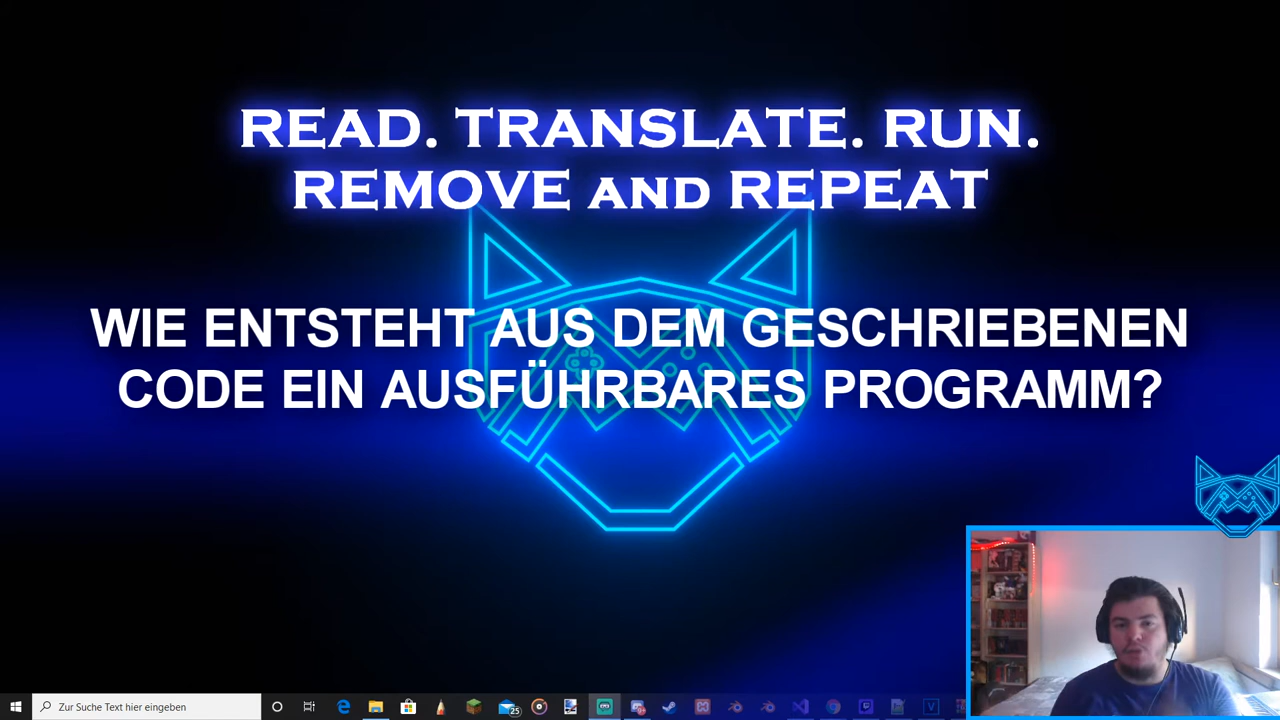 READ. TRANSLATE. RUN.
REMOVE AND REPEAT
WIE ENTSTEHT AUS DEM GESCHRIEBENEN
CODE EIN AUSFÜHRBARES PROGRAMM?
Zur Suche Text hier eingeben
25